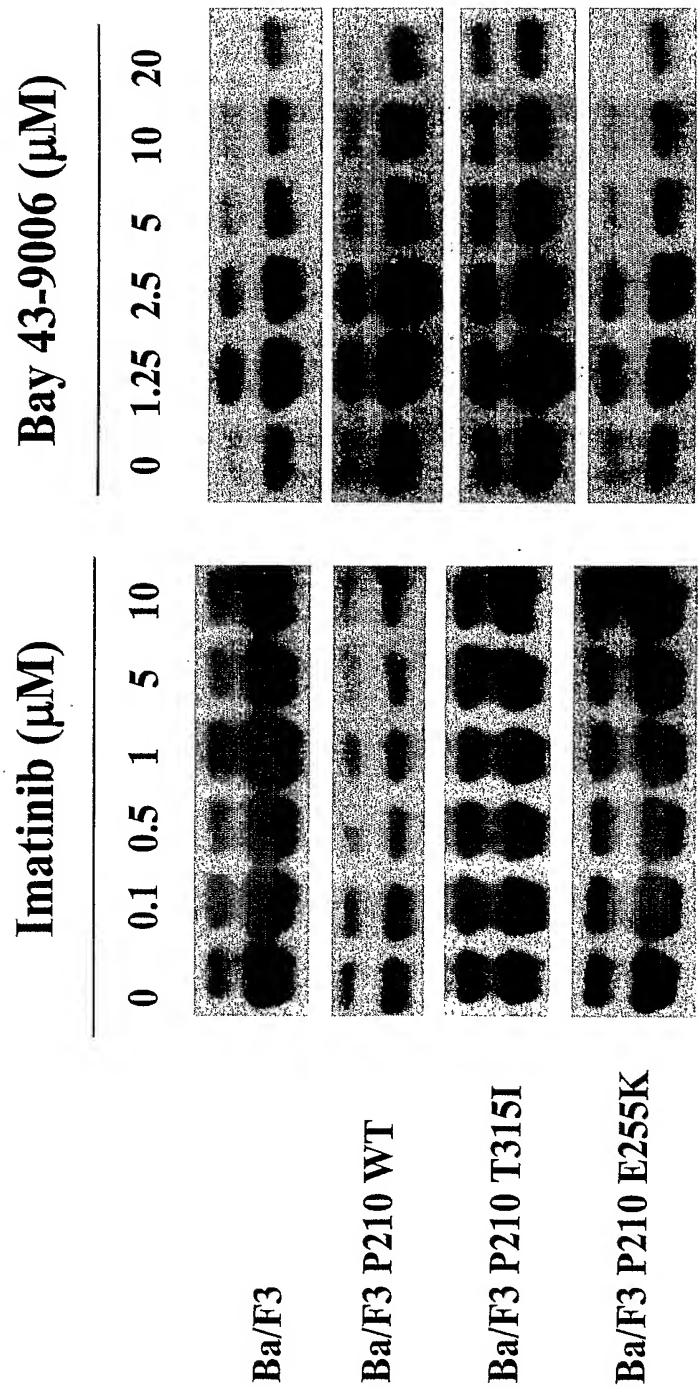 Imatinib (µM)
Bay 43-9006 (µM)
0 0.1 0.5 1 5 10
0 1.25 2.5 5 10 20
Ba/F3
Ba/F3 P210 WT
Ba/F3 P210 T315I
Ba/F3 P210 E255K